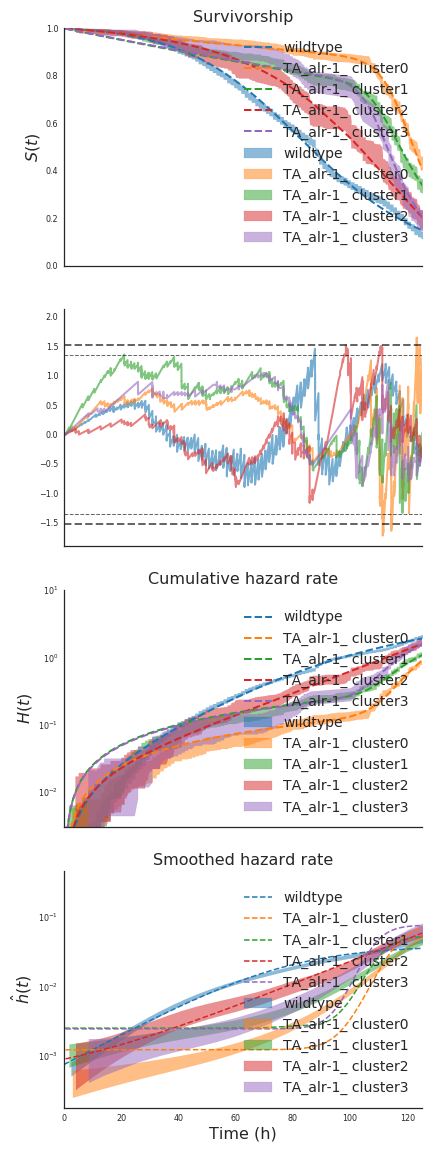 Survivorship
1.0
0.8
0.6
0.4
0.2
0.0
S(t)
wildtype
TA_alr-1_ cluster0
TA_alr-1_ cluster1
TA_alr-1_ cluster2
TA_alr-1_ cluster3
wildtype
TA_alr-1_ cluster0
TA_alr-1_ cluster1
TA_alr-1_ cluster2
TA_alr-1_ cluster3
2.0
1.5
1.0
0.5
0.0
−0.5
−1.0
−1.5
Cumulative hazard rate
10¹
10⁰
10⁻¹
10⁻²
H(t)
wildtype
TA_alr-1_ cluster0
TA_alr-1_ cluster1
TA_alr-1_ cluster2
TA_alr-1_ cluster3
wildtype
TA_alr-1_ cluster0
TA_alr-1_ cluster1
TA_alr-1_ cluster2
TA_alr-1_ cluster3
Smoothed hazard rate
10⁻¹
10⁻²
10⁻³
ĥ(t)
wildtype
TA_alr-1_ cluster0
TA_alr-1_ cluster1
TA_alr-1_ cluster2
TA_alr-1_ cluster3
wildtype
TA_alr-1_ cluster0
TA_alr-1_ cluster1
TA_alr-1_ cluster2
TA_alr-1_ cluster3
0 20 40 60 80 100 120
Time (h)